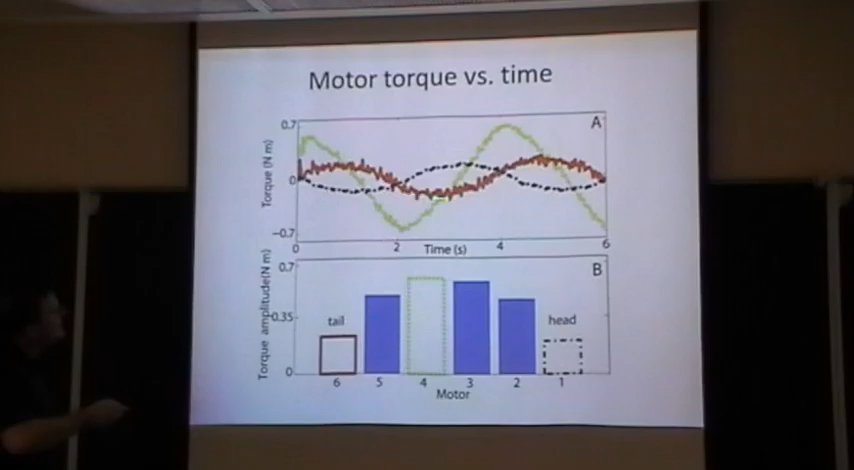 Motor torque vs. time
A
0.7
Torque (N m)
0
−0.7
0 2 4 6
Time (s)
B
0.7
Torque amplitude(N m)
0.35
tail
head
0
6 5 4 3 2 1
Motor